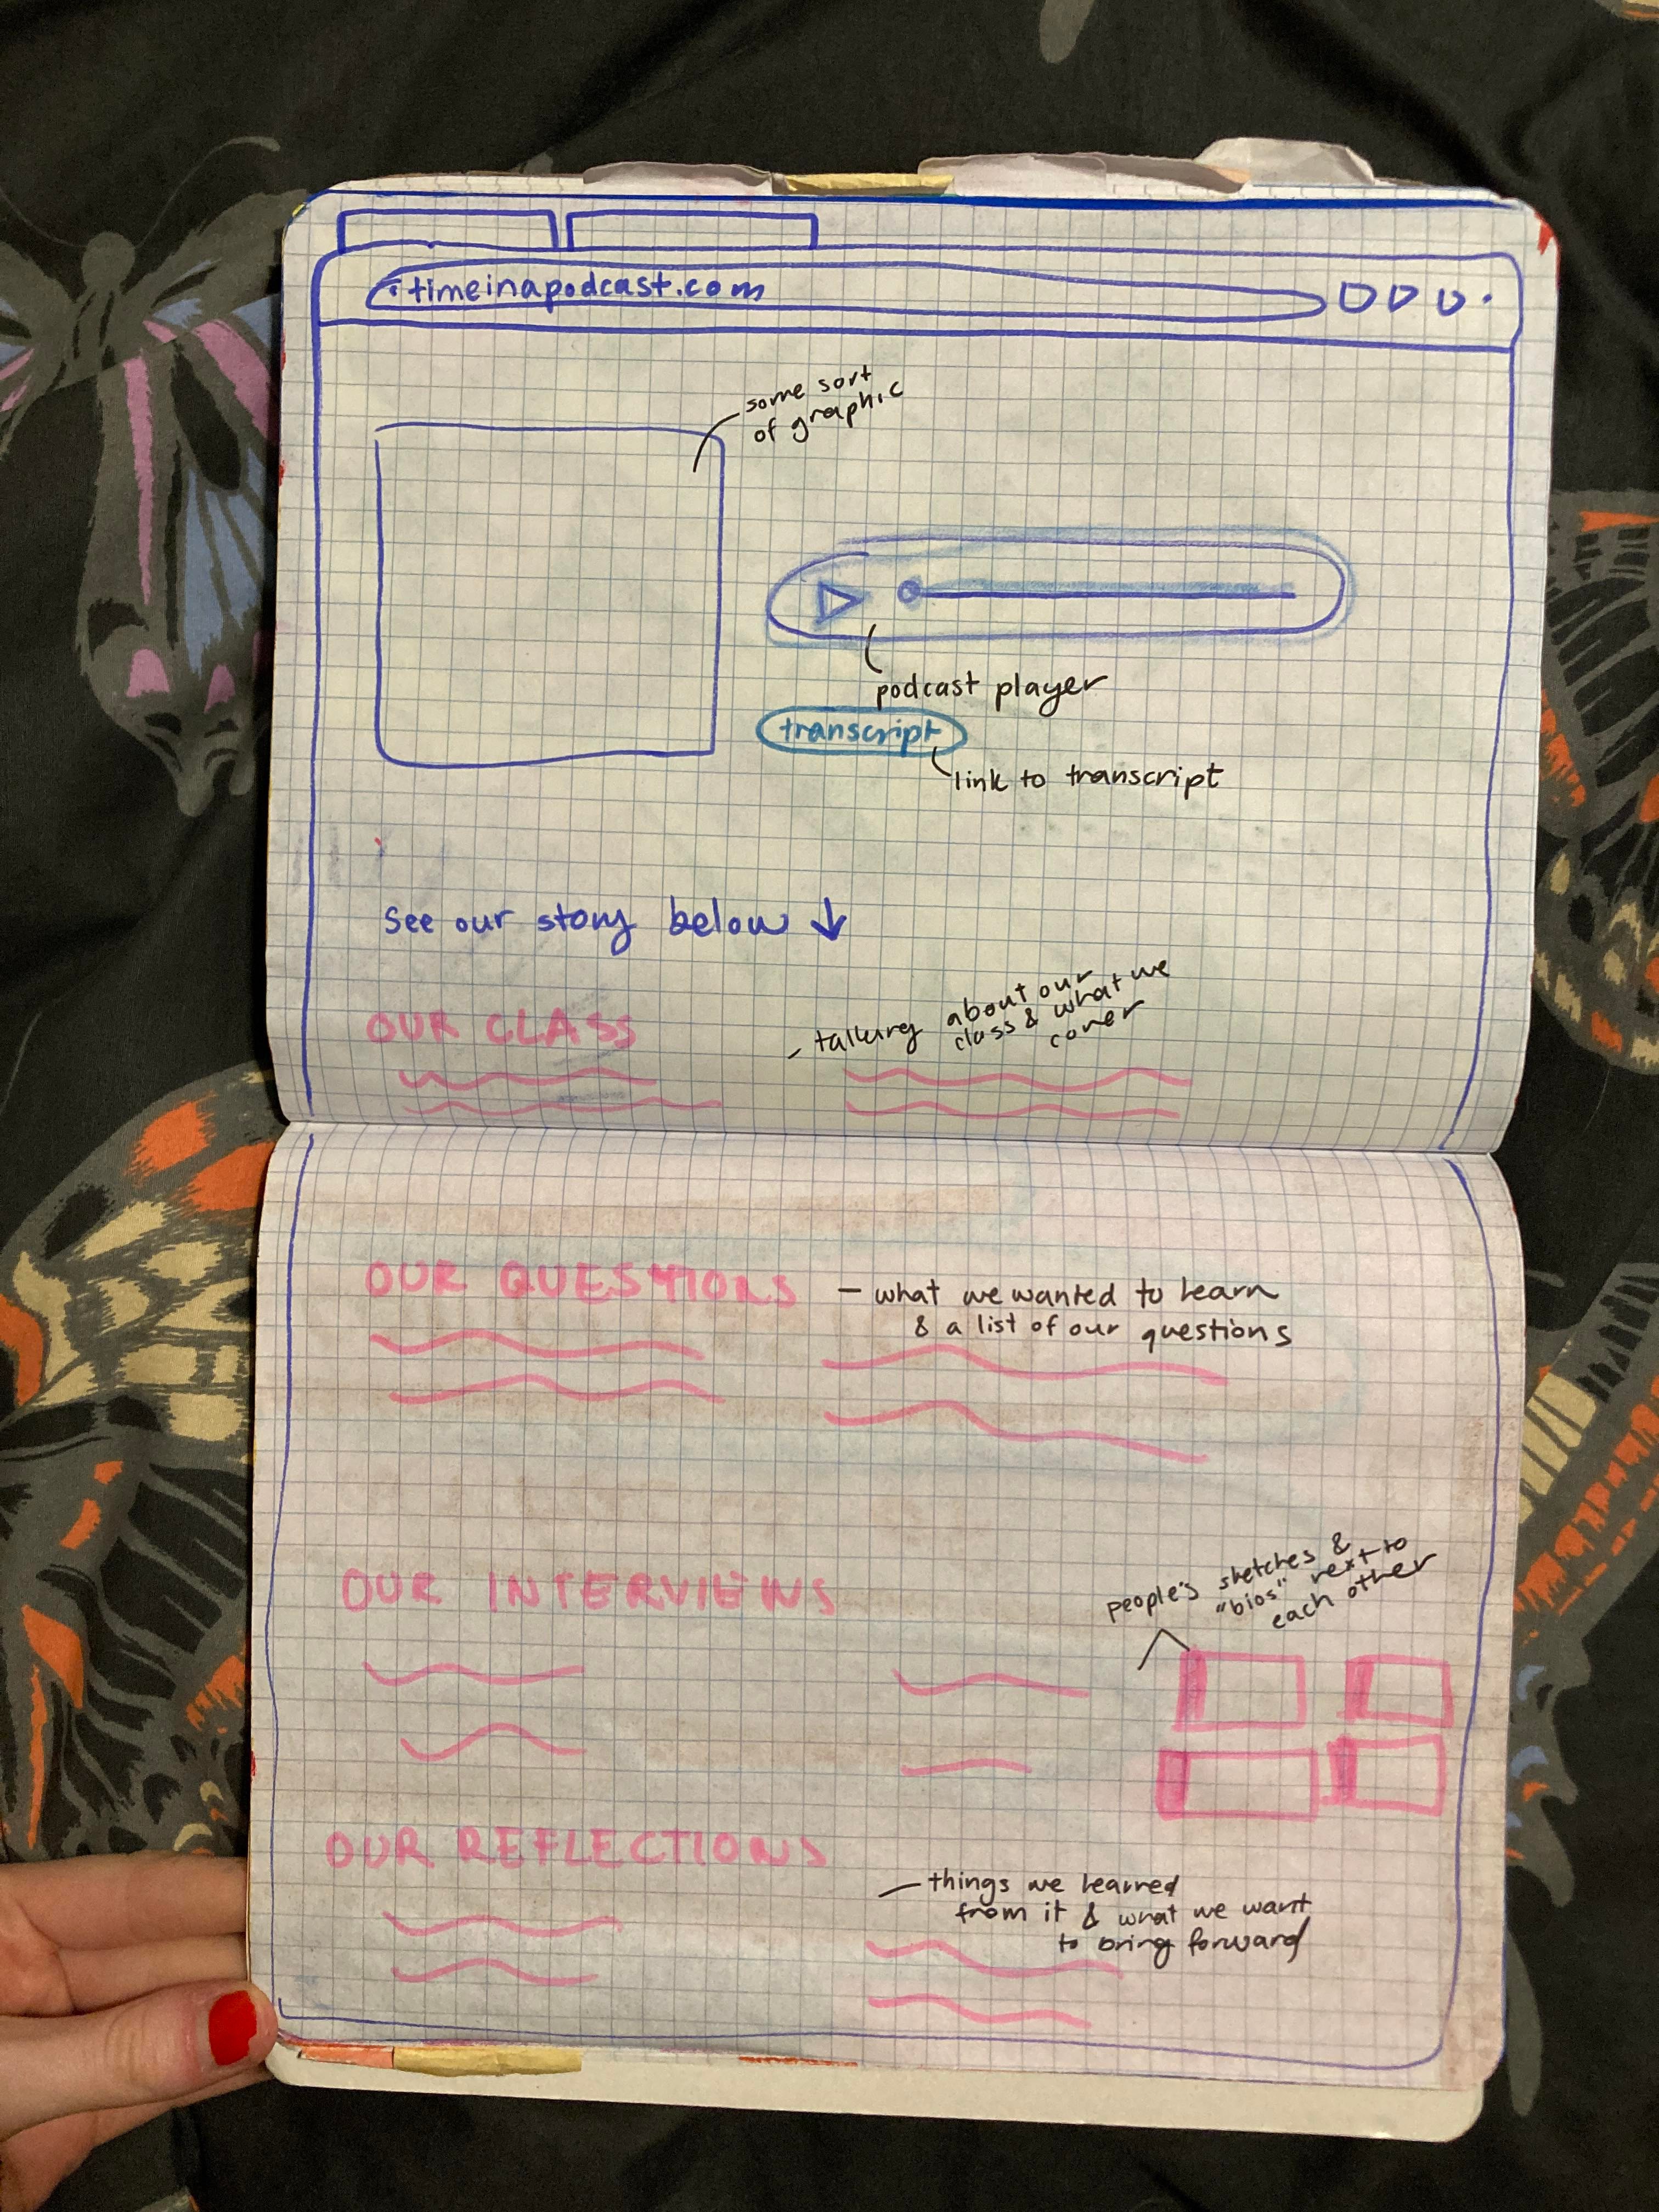 timeinapodcast.com
some sort
of graphic
podcast player
transcript
link to transcript
See our story below ↓
OUR CLASS
- talking about our
class & what we
cover
OUR QUESTIONS
- what we wanted to learn
& a list of our questions
OUR INTERVIEWS
people's sketches &
"bios" next to
each other
OUR REFLECTIONS
- things we learned
from it & what we want
to bring forward